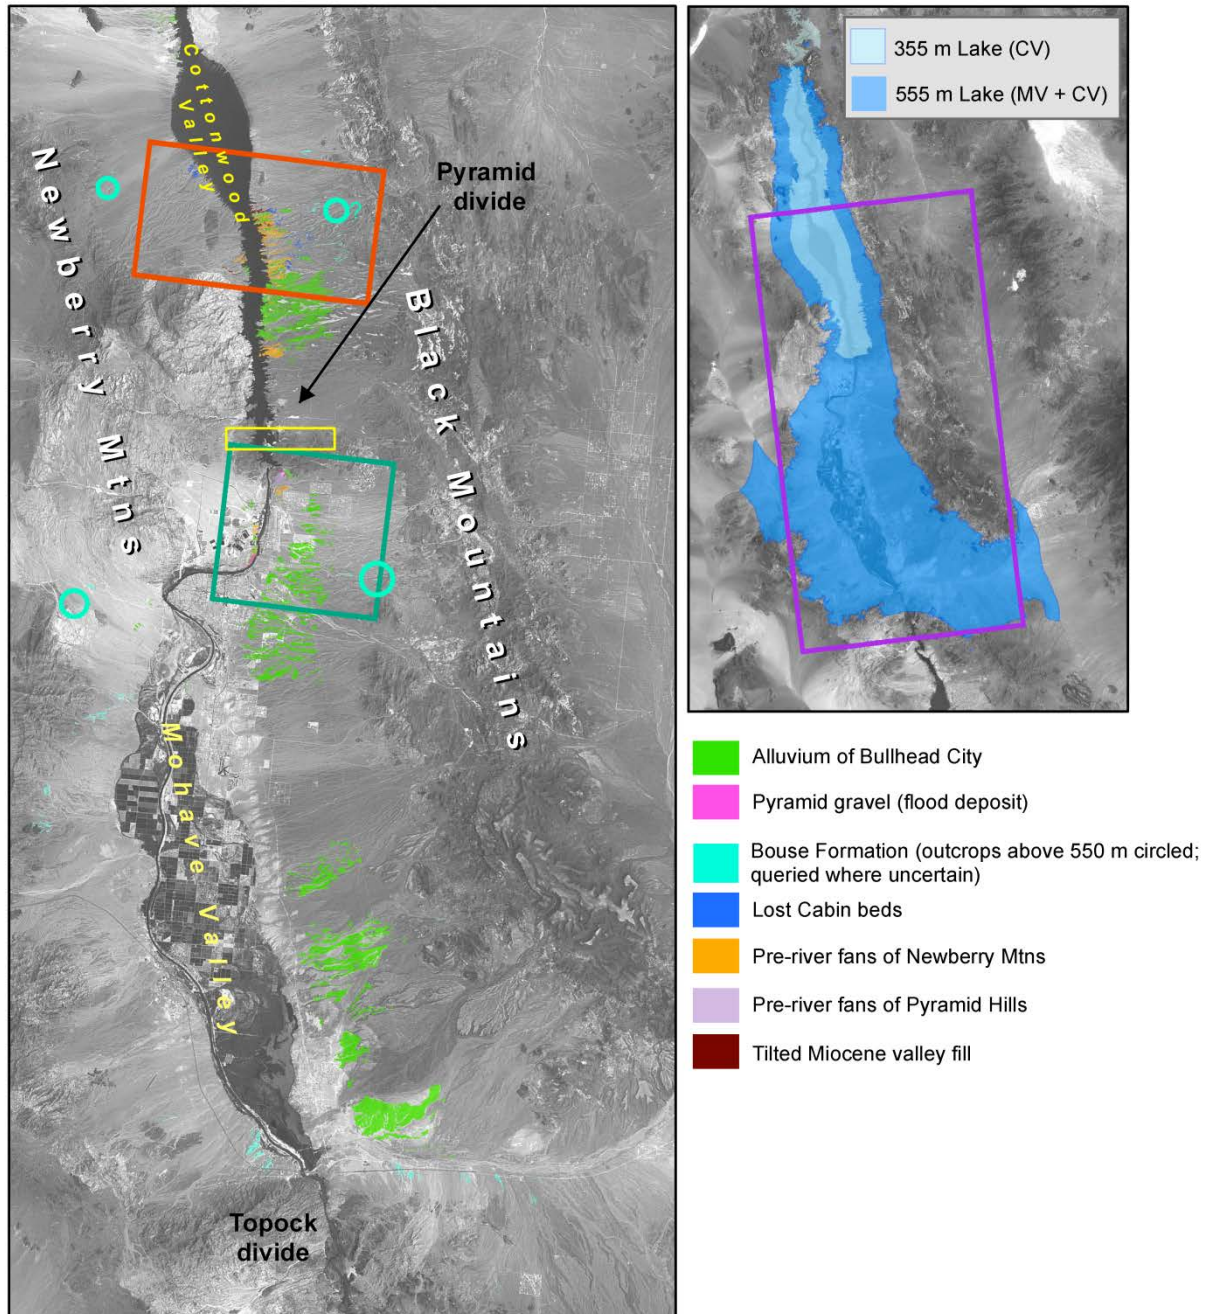 Cottonwood
Valley
Newberry Mtns
Pyramid
divide
?
Black Mountains
Mohave Valley
Topock
divide
355 m Lake (CV)
555 m Lake (MV + CV)
Alluvium of Bullhead City
Pyramid gravel (flood deposit)
Bouse Formation (outcrops above 550 m circled;
queried where uncertain)
Lost Cabin beds
Pre-river fans of Newberry Mtns
Pre-river fans of Pyramid Hills
Tilted Miocene valley fill